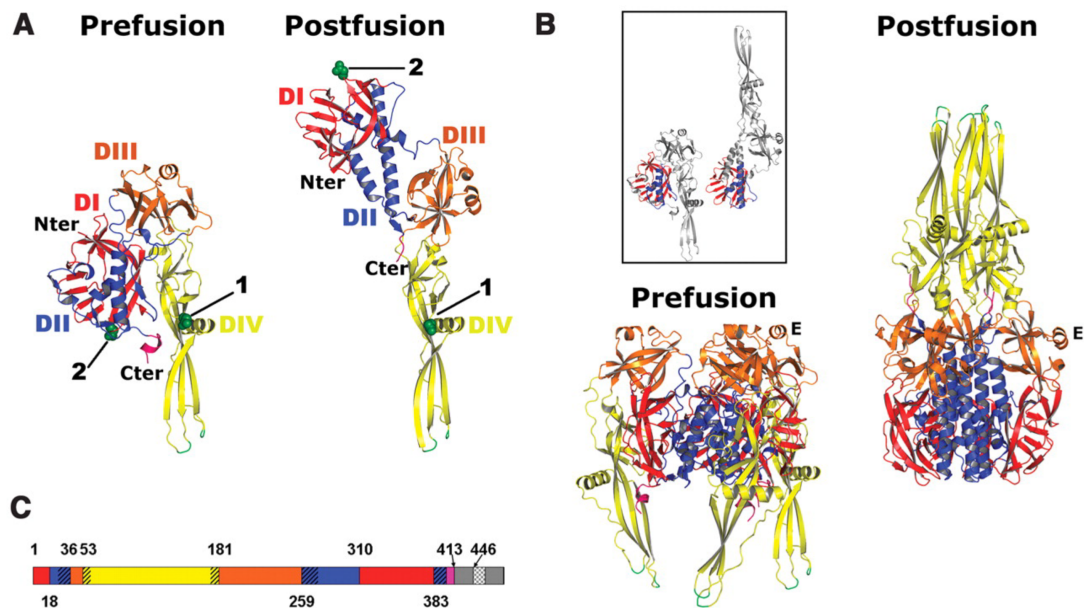 A Prefusion Postfusion
2
DI
DIII
Nter
DII
Cter
1
DIV
DIII
DI
Nter
DII
2
Cter
1
DIV
B
Postfusion
Prefusion
E
E
C
1 36 53 181 310 413 446
18 259 383